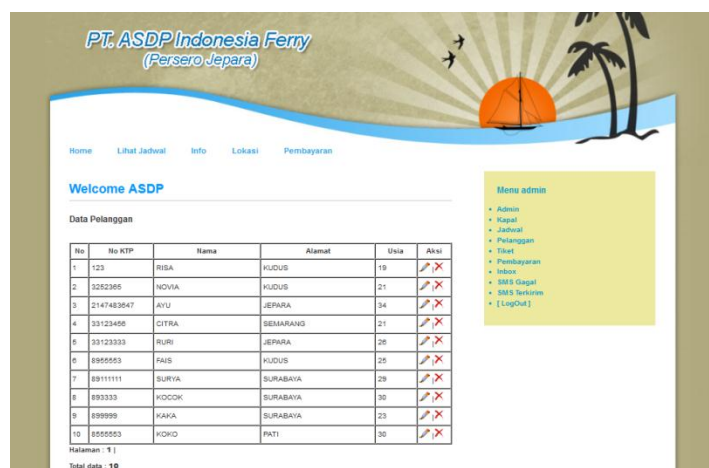 PT. ASDP Indonesia Ferry
(Persero Jepara)
Home Lihat Jadwal Info Lokasi Pembayaran
Welcome ASDP
Data Pelanggan
No No KTP Nama Alamat Usia Aksi
1 123 RISA KUDUS 19 |
2 3252365 NOVIA KUDUS 21 |
3 2147483647 AYU JEPARA 34 |
4 33123456 CITRA SEMARANG 21 |
5 33123333 RURI JEPARA 26 |
6 8955553 FAIS KUDUS 25 |
7 89111111 SURYA SURABAYA 29 |
8 893333 KOCOK SURABAYA 30 |
9 899999 KAKA SURABAYA 23 |
10 8555553 KOKO PATI 30 |
Halaman : 1 |
Total data : 10
Menu admin
Admin
Kapal
Jadwal
Pelanggan
Tiket
Pembayaran
Inbox
SMS Gagal
SMS Terkirim
[ LogOut ]